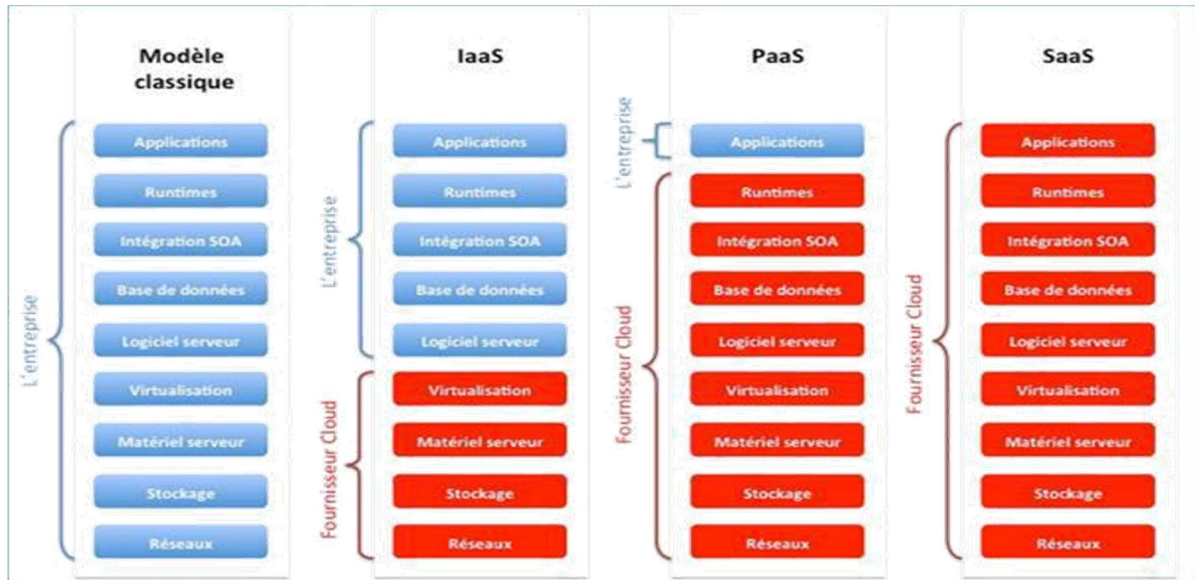 Modèle
classique
L'entreprise
Applications
Runtimes
Intégration SOA
Base de données
Logiciel serveur
Virtualisation
Matériel serveur
Stockage
Réseaux
IaaS
L'entreprise
Fournisseur Cloud
Applications
Runtimes
Intégration SOA
Base de données
Logiciel serveur
Virtualisation
Matériel serveur
Stockage
Réseaux
PaaS
L'entreprise
Fournisseur Cloud
Applications
Runtimes
Intégration SOA
Base de données
Logiciel serveur
Virtualisation
Matériel serveur
Stockage
Réseaux
SaaS
Fournisseur Cloud
Applications
Runtimes
Intégration SOA
Base de données
Logiciel serveur
Virtualisation
Matériel serveur
Stockage
Réseaux